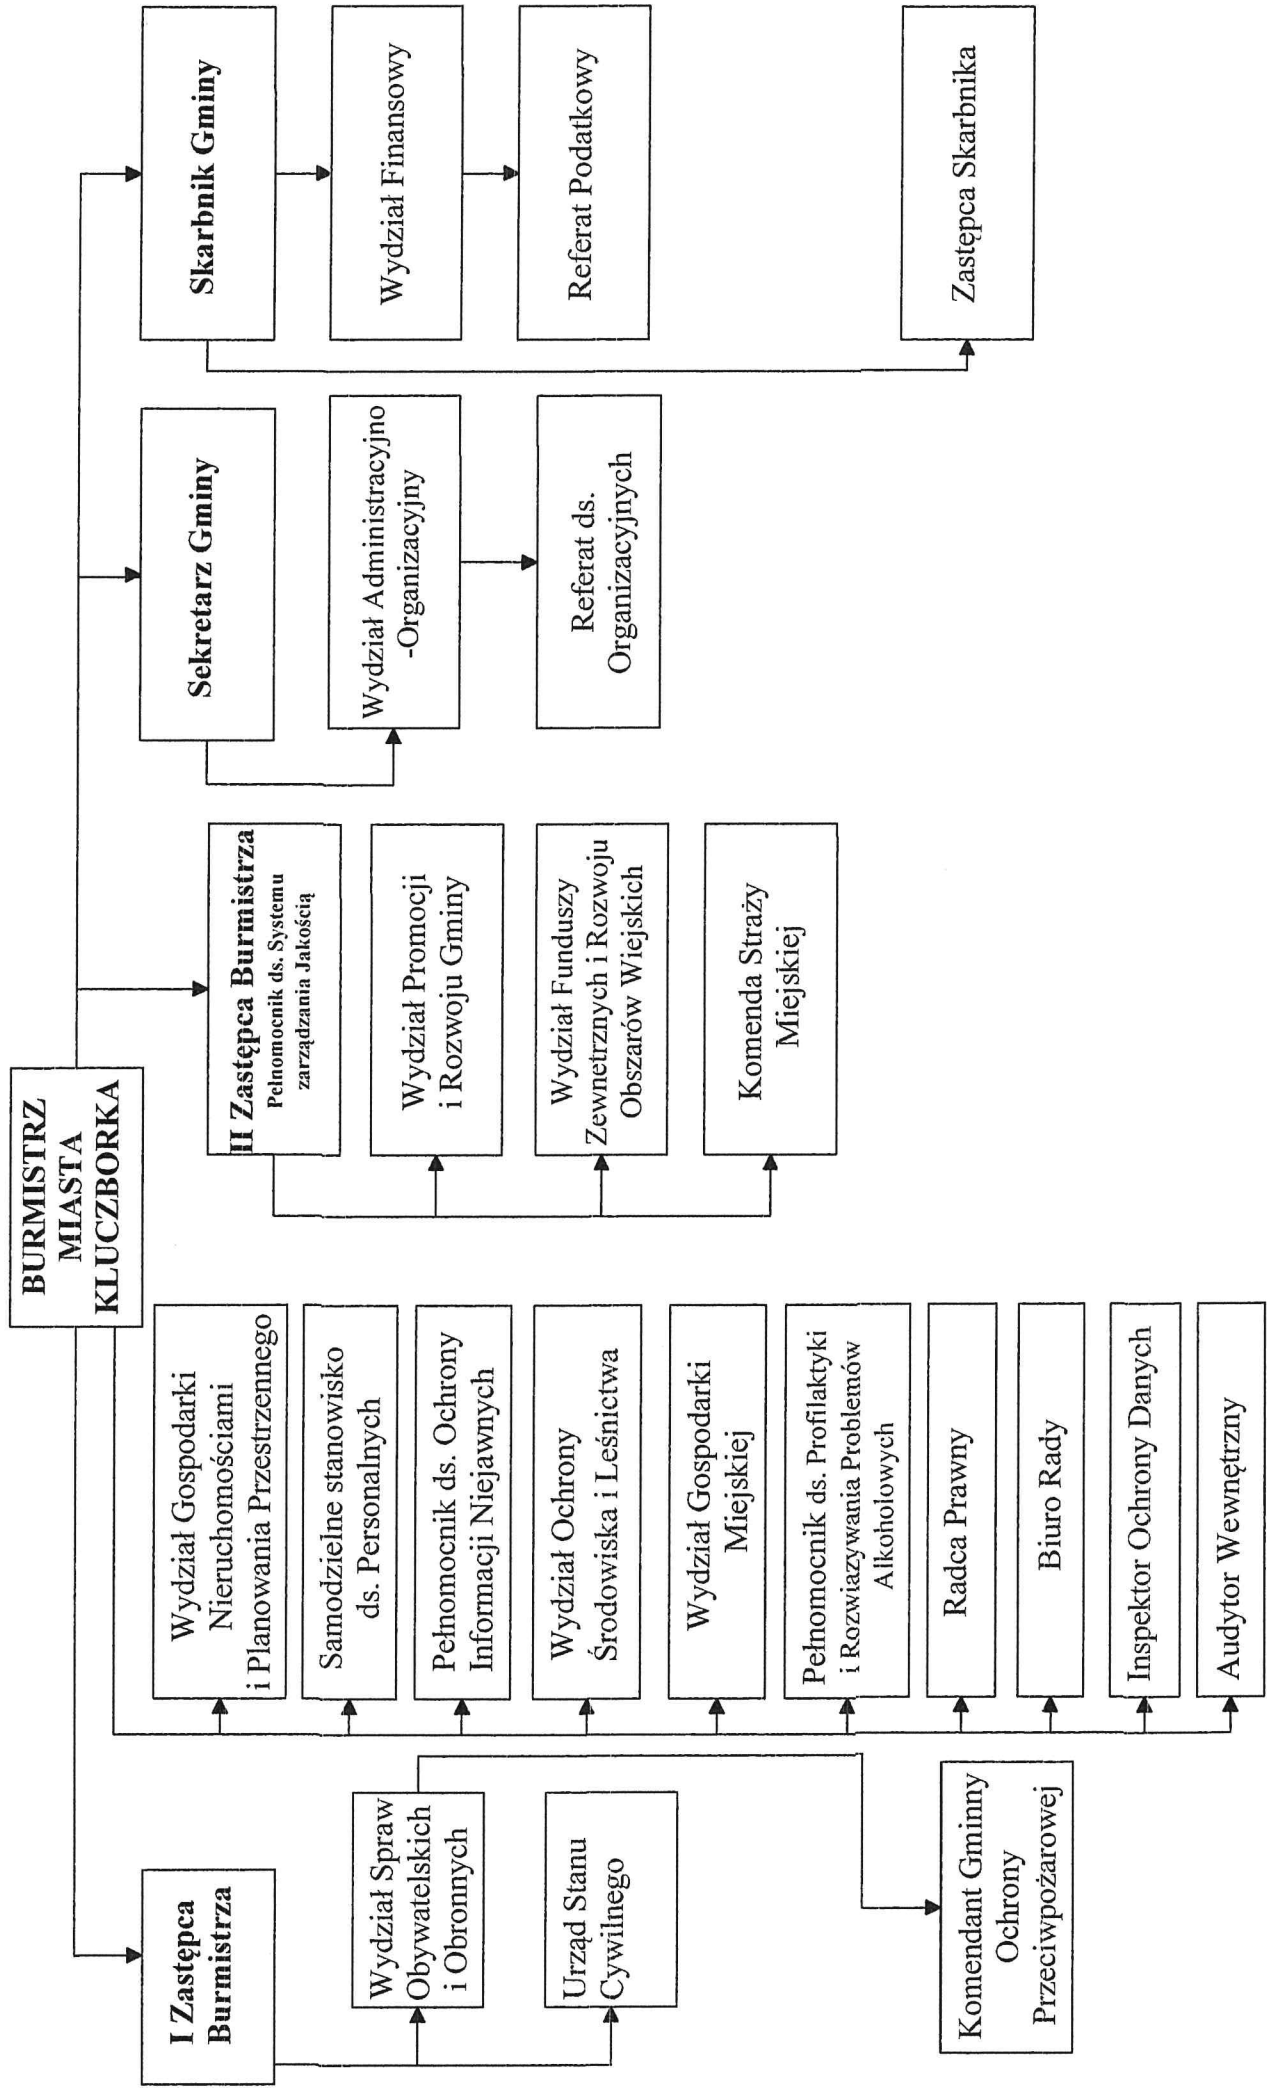 BURMISTRZ
MIASTA
KLUCZBORKA
I Zastępca
Burmistrza
Wydział Spraw
Obywatelskich
i Obronnych
Urząd Stanu
Cywilnego
Komendant Gminny
Ochrony
Przeciwpożarowej
Wydział Gospodarki
Nieruchomościami
i Planowania Przestrzennego
Samodzielne stanowisko
ds. Personalnych
Pełnomocnik ds. Ochrony
Informacji Niejawnych
Wydział Ochrony
Środowiska i Leśnictwa
Wydział Gospodarki
Miejskiej
Pełnomocnik ds. Profilaktyki
i Rozwiazywania Problemów
Alkoholowych
Radca Prawny
Biuro Rady
Inspektor Ochrony Danych
Audytor Wewnętrzny
II Zastępca Burmistrza
Pełnomocnik ds. Systemu
zarządzania Jakością
Wydział Promocji
i Rozwoju Gminy
Wydział Funduszy
Zewnetrznych i Rozwoju
Obszarów Wiejskich
Komenda Straży
Miejskiej
Sekretarz Gminy
Wydział Administracyjno
-Organizacyjny
Referat ds.
Organizacyjnych
Skarbnik Gminy
Wydział Finansowy
Referat Podatkowy
Zastępca Skarbnika